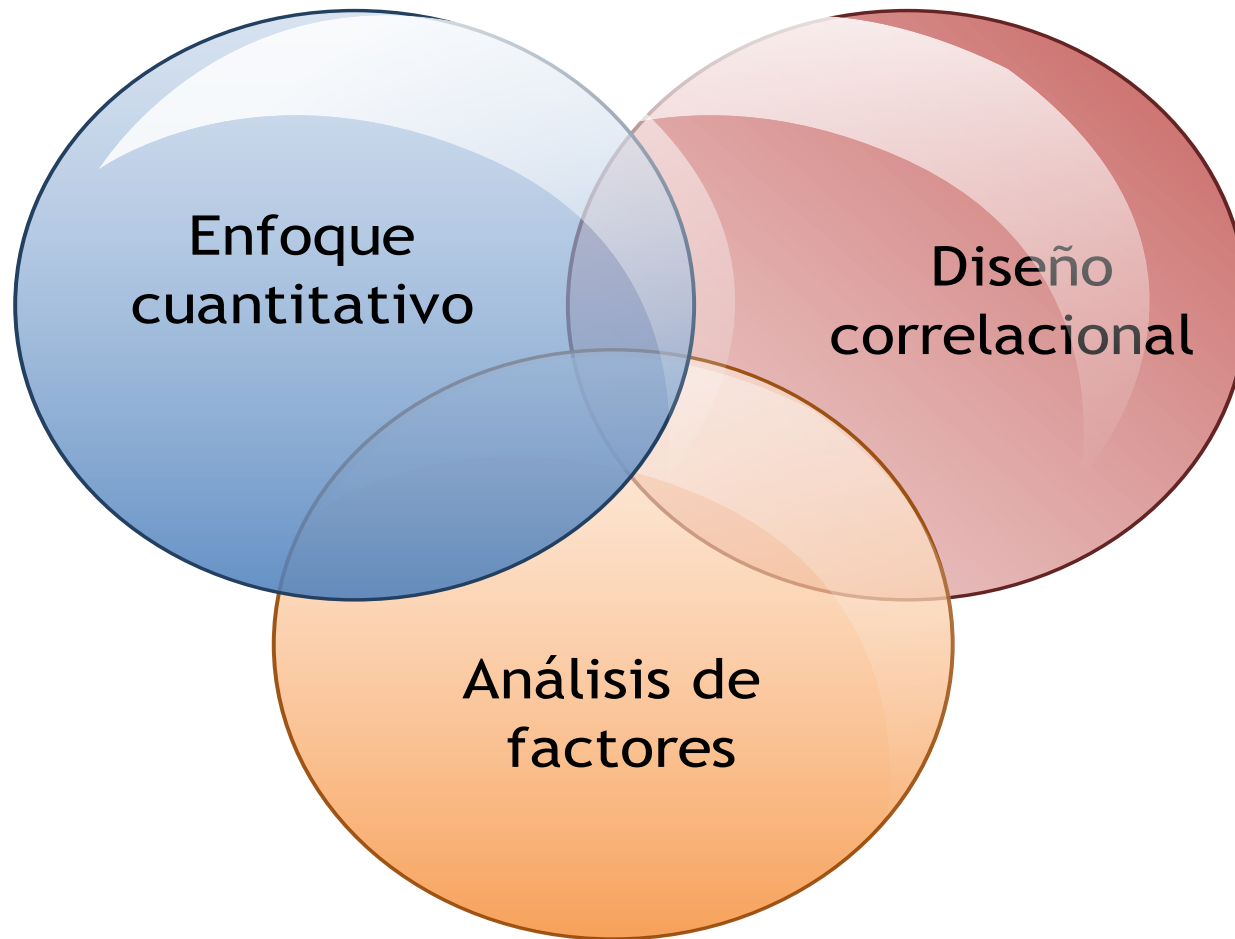 Enfoque
cuantitativo
Diseño
correlacional
Análisis de
factores